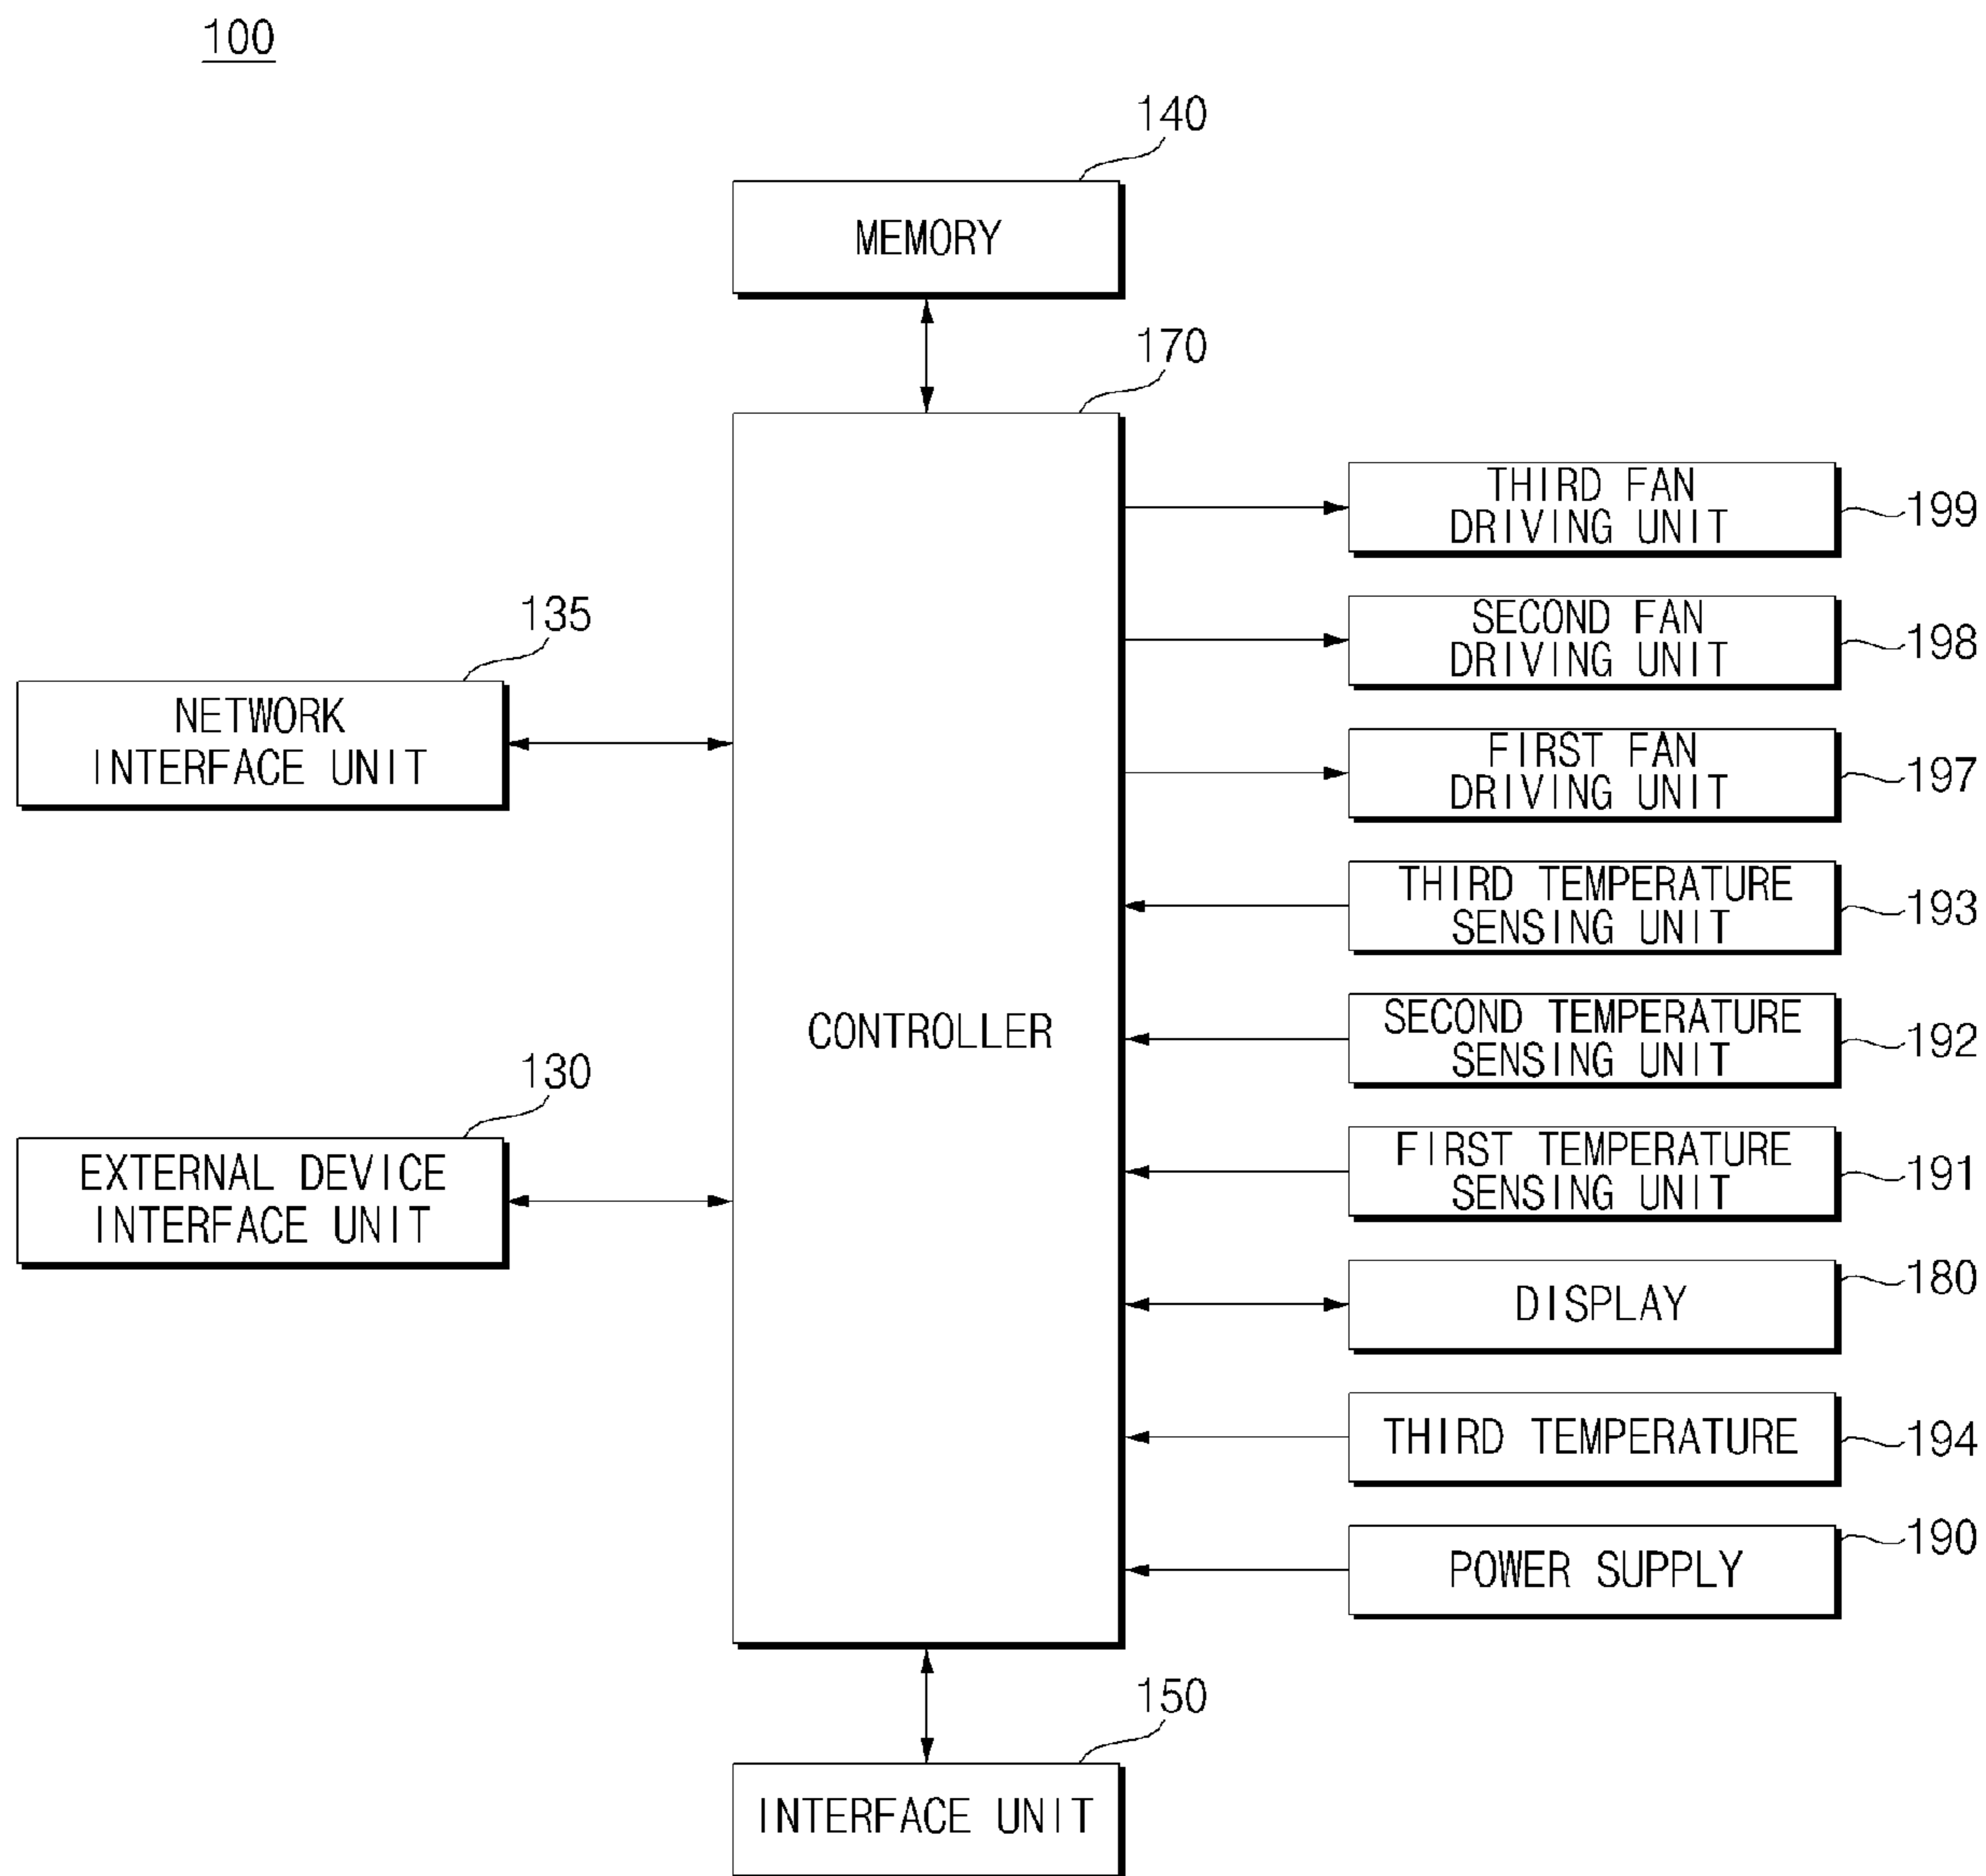 100
140
MEMORY
170
THIRD FAN
DRIVING UNIT
199
SECOND FAN
DRIVING UNIT
198
135
NETWORK
INTERFACE UNIT
FIRST FAN
DRIVING UNIT
197
THIRD TEMPERATURE
SENSING UNIT
193
CONTROLLER
SECOND TEMPERATURE
SENSING UNIT
192
130
EXTERNAL DEVICE
INTERFACE UNIT
FIRST TEMPERATURE
SENSING UNIT
191
DISPLAY
180
THIRD TEMPERATURE
194
POWER SUPPLY
190
150
INTERFACE UNIT